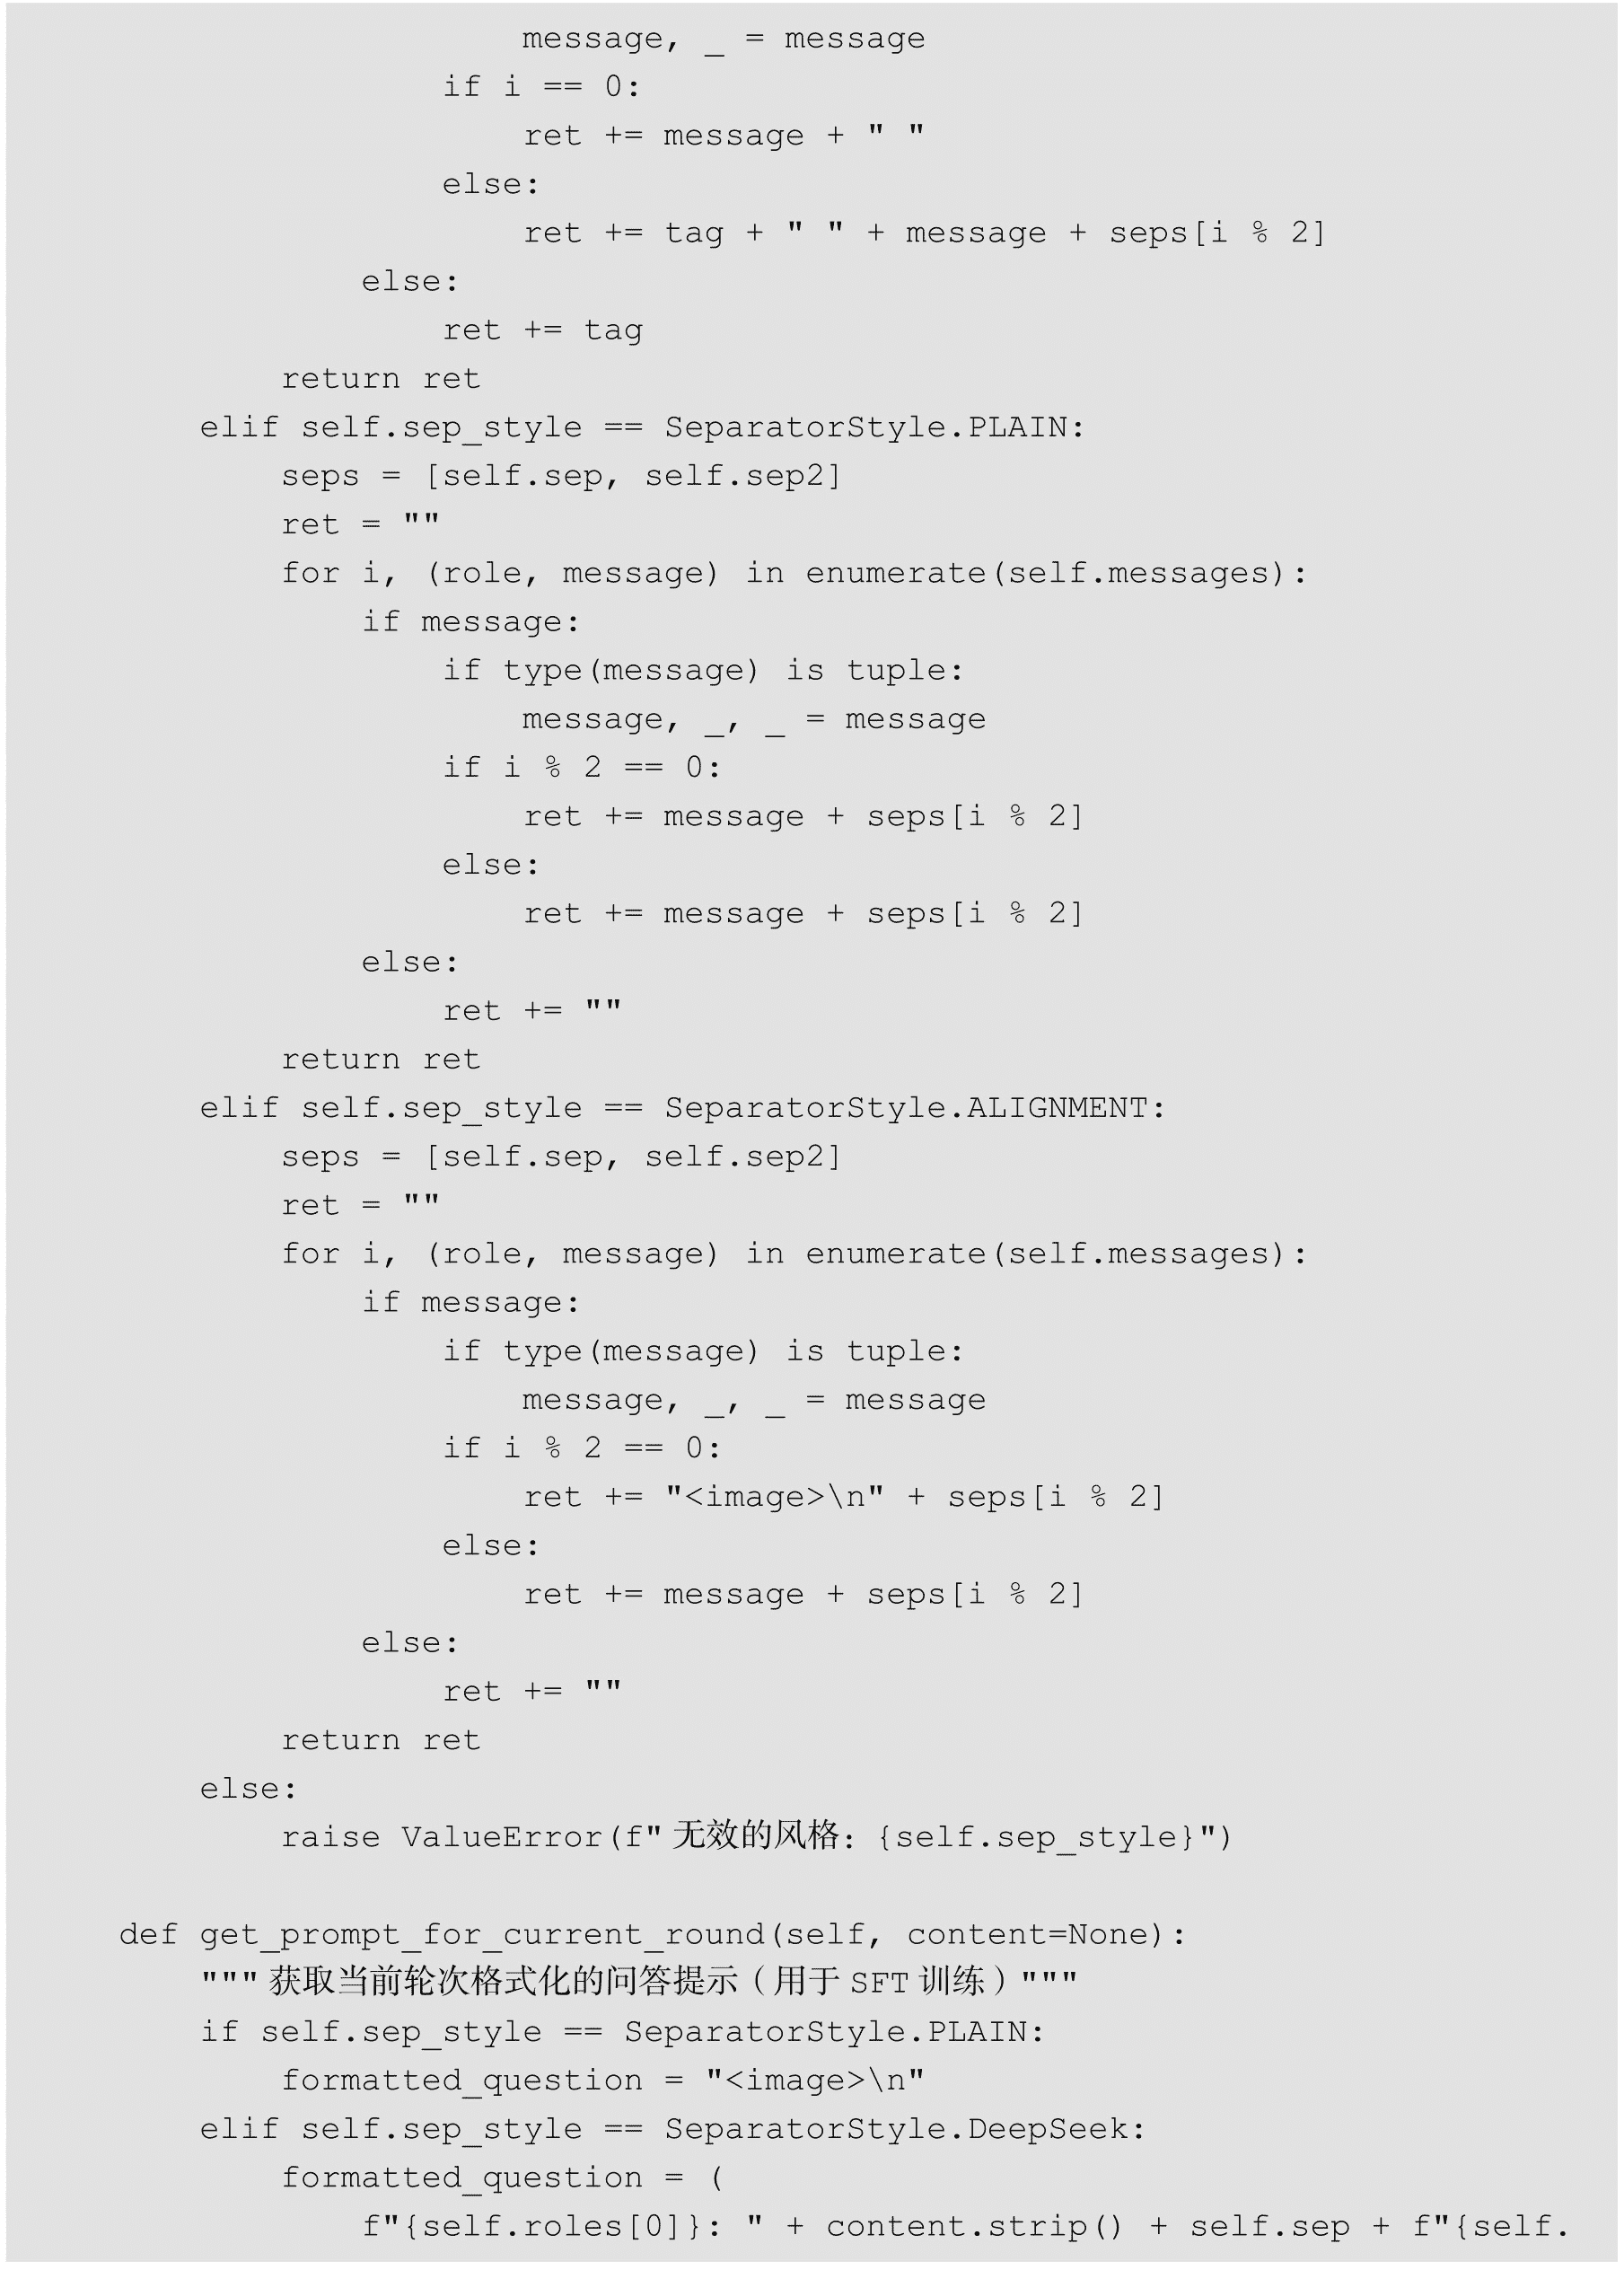 message, _ = message
                if i == 0:
                    ret += message + " "
                else:
                    ret += tag + " " + message + seps[i % 2]
            else:
                ret += tag
        return ret
    elif self.sep_style == SeparatorStyle.PLAIN:
        seps = [self.sep, self.sep2]
        ret = ""
        for i, (role, message) in enumerate(self.messages):
            if message:
                if type(message) is tuple:
                    message, _, _ = message
                if i % 2 == 0:
                    ret += message + seps[i % 2]
                else:
                    ret += message + seps[i % 2]
            else:
                ret += ""
        return ret
    elif self.sep_style == SeparatorStyle.ALIGNMENT:
        seps = [self.sep, self.sep2]
        ret = ""
        for i, (role, message) in enumerate(self.messages):
            if message:
                if type(message) is tuple:
                    message, _, _ = message
                if i % 2 == 0:
                    ret += "<image>\n" + seps[i % 2]
                else:
                    ret += message + seps[i % 2]
            else:
                ret += ""
        return ret
    else:
        raise ValueError(f"无效的风格：{self.sep_style}")

def get_prompt_for_current_round(self, content=None):
    """获取当前轮次格式化的问答提示（用于 SFT 训练）"""
    if self.sep_style == SeparatorStyle.PLAIN:
        formatted_question = "<image>\n"
    elif self.sep_style == SeparatorStyle.DeepSeek:
        formatted_question = (
            f"{self.roles[0]}: " + content.strip() + self.sep + f"{self.